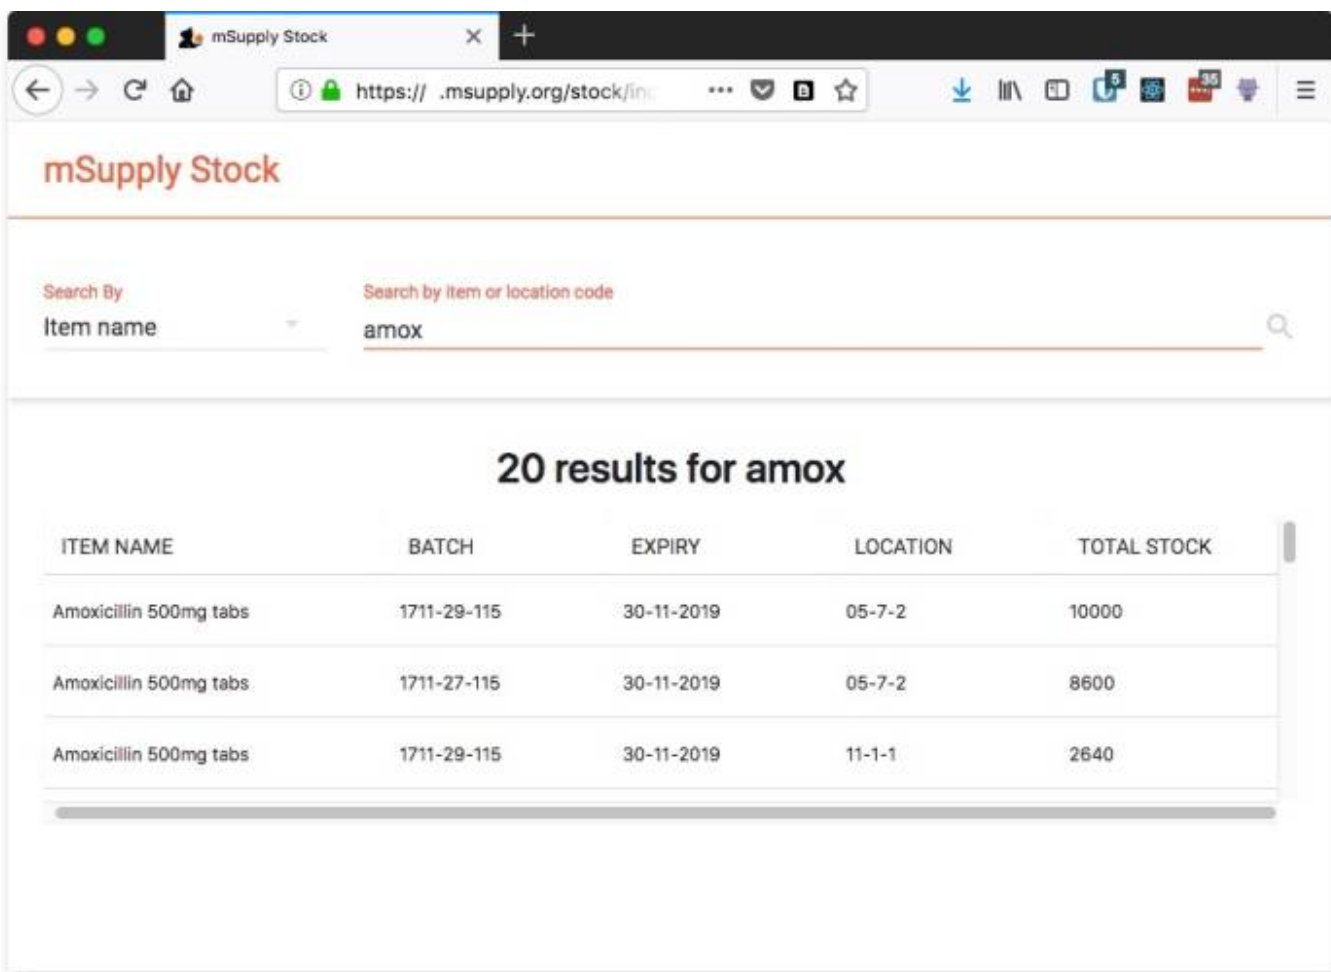 mSupply Stock
https:// .msupply.org/stock/in
5
35
mSupply Stock
Search By
Search by item or location code
Item name
amox
20 results for amox
ITEM NAME BATCH EXPIRY LOCATION TOTAL STOCK
Amoxicillin 500mg tabs 1711-29-115 30-11-2019 05-7-2 10000
Amoxicillin 500mg tabs 1711-27-115 30-11-2019 05-7-2 8600
Amoxicillin 500mg tabs 1711-29-115 30-11-2019 11-1-1 2640